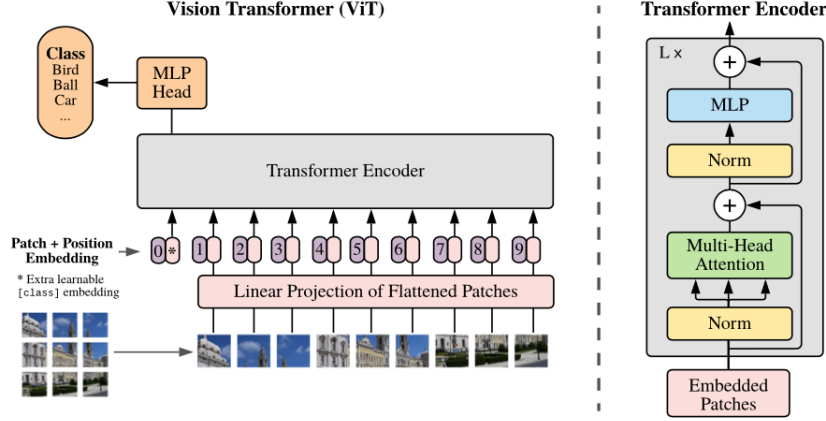 Vision Transformer (ViT)
Class
Bird
Ball
Car
...
MLP
Head
Transformer Encoder
Patch + Position
Embedding
0 * 1 2 3 4 5 6 7 8 9
* Extra learnable
[class] embedding
Linear Projection of Flattened Patches
Transformer Encoder
L ×
+
MLP
Norm
+
Multi-Head
Attention
Norm
Embedded
Patches